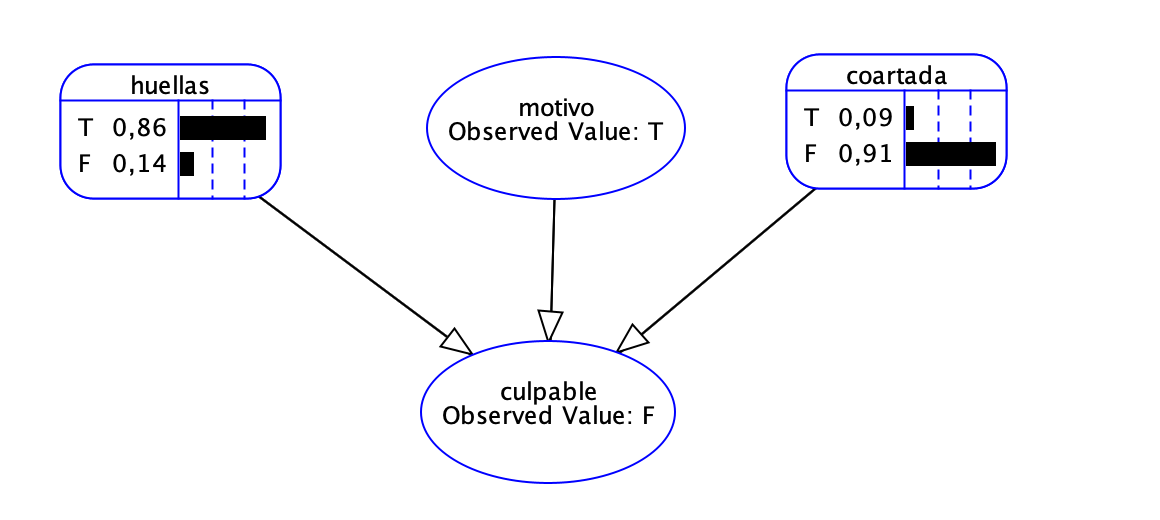 huellas
T 0,86
F 0,14
motivo
Observed Value: T
coartada
T 0,09
F 0,91
culpable
Observed Value: F